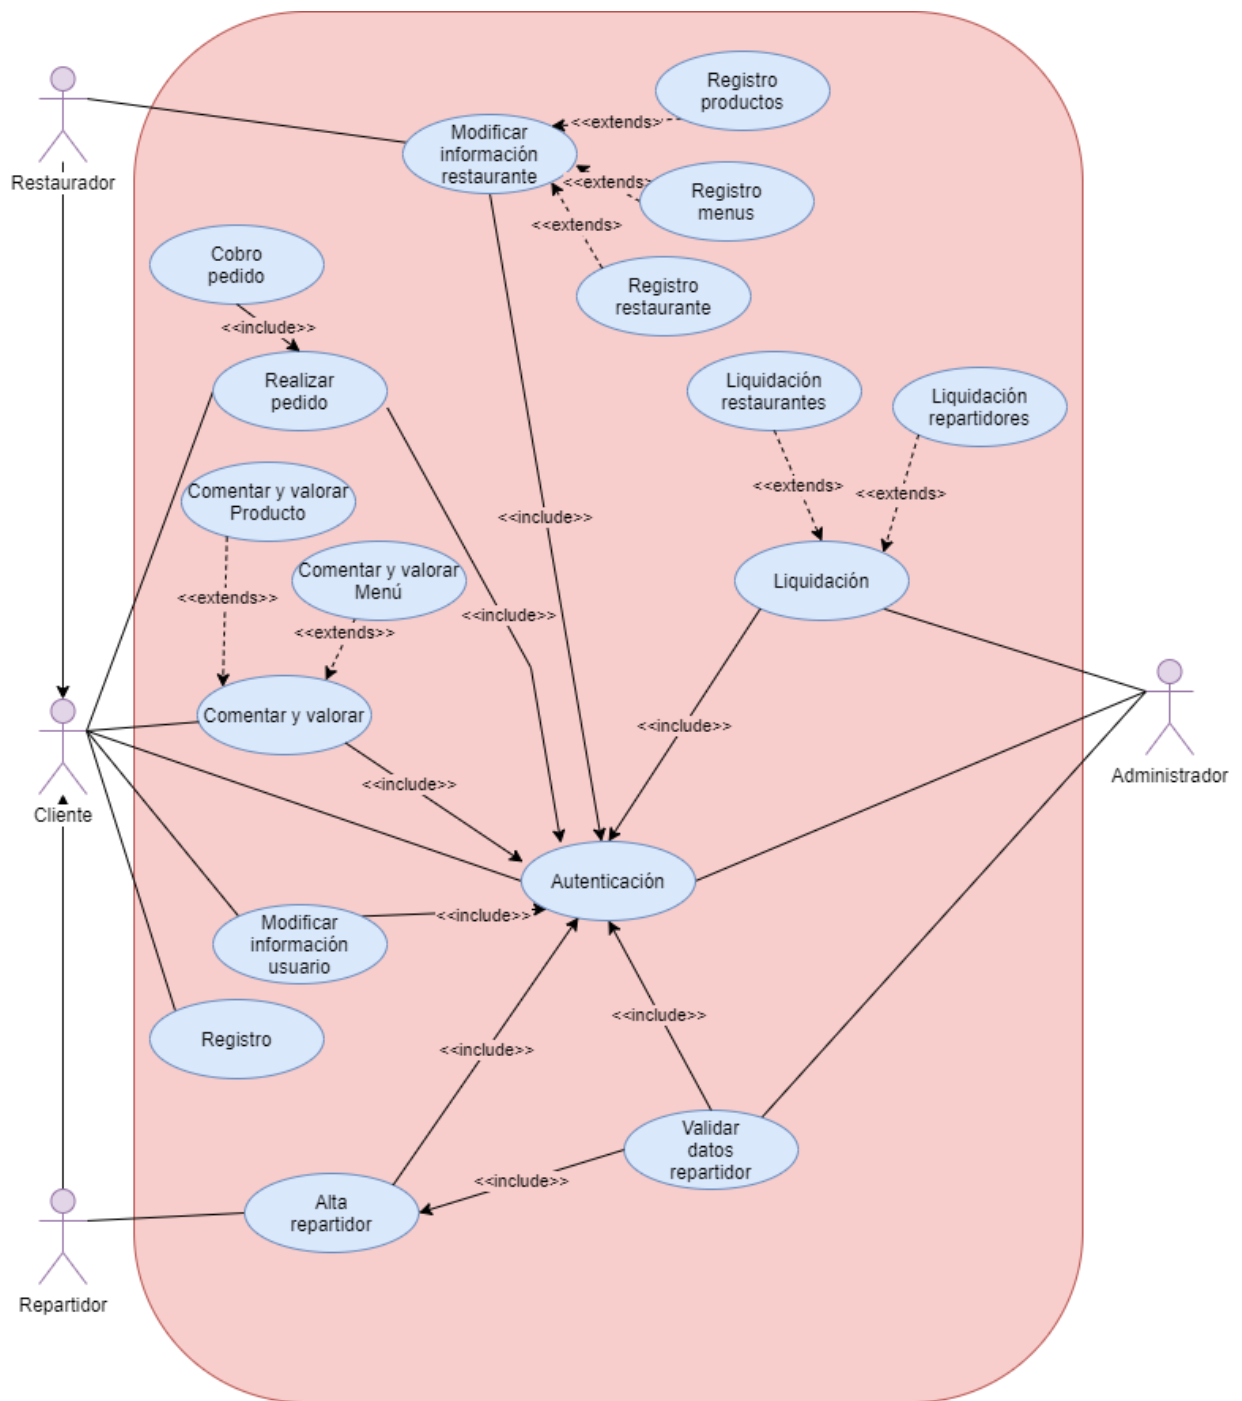 Registro
productos
<<extends>
Modificar
información
restaurante
Restaurador
<<extends>
Registro
menus
<<extends>
Cobro
pedido
Registro
restaurante
<<include>>
Realizar
pedido
Liquidación
restaurantes
Liquidación
repartidores
Comentar y valorar
Producto
<<extends>
<<extends>
<<include>>
Comentar y valorar
Menú
Liquidación
<<extends>>
<<include>>
<<extends>>
Comentar y valorar
<<include>>
Administrador
<<include>>
Cliente
Autenticación
<<include>>
Modificar
información
usuario
<<include>>
Registro
<<include>>
Validar
datos
repartidor
<<include>>
Alta
repartidor
Repartidor